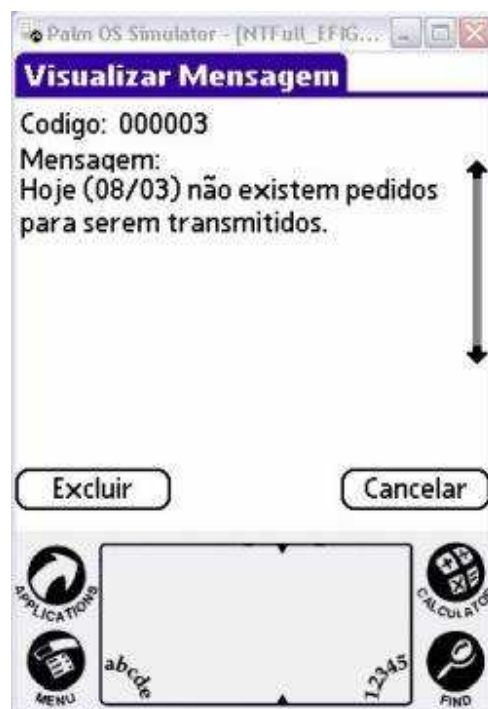 Palm OS Simulator - [NTFull_EFIG...
Visualizar Mensagem
Codigo: 000003
Mensagem:
Hoje (08/03) não existem pedidos
para serem transmitidos.
Excluir Cancelar
APPLICATIONS
CALCULATOR
abcde 12345
MENU
FIND